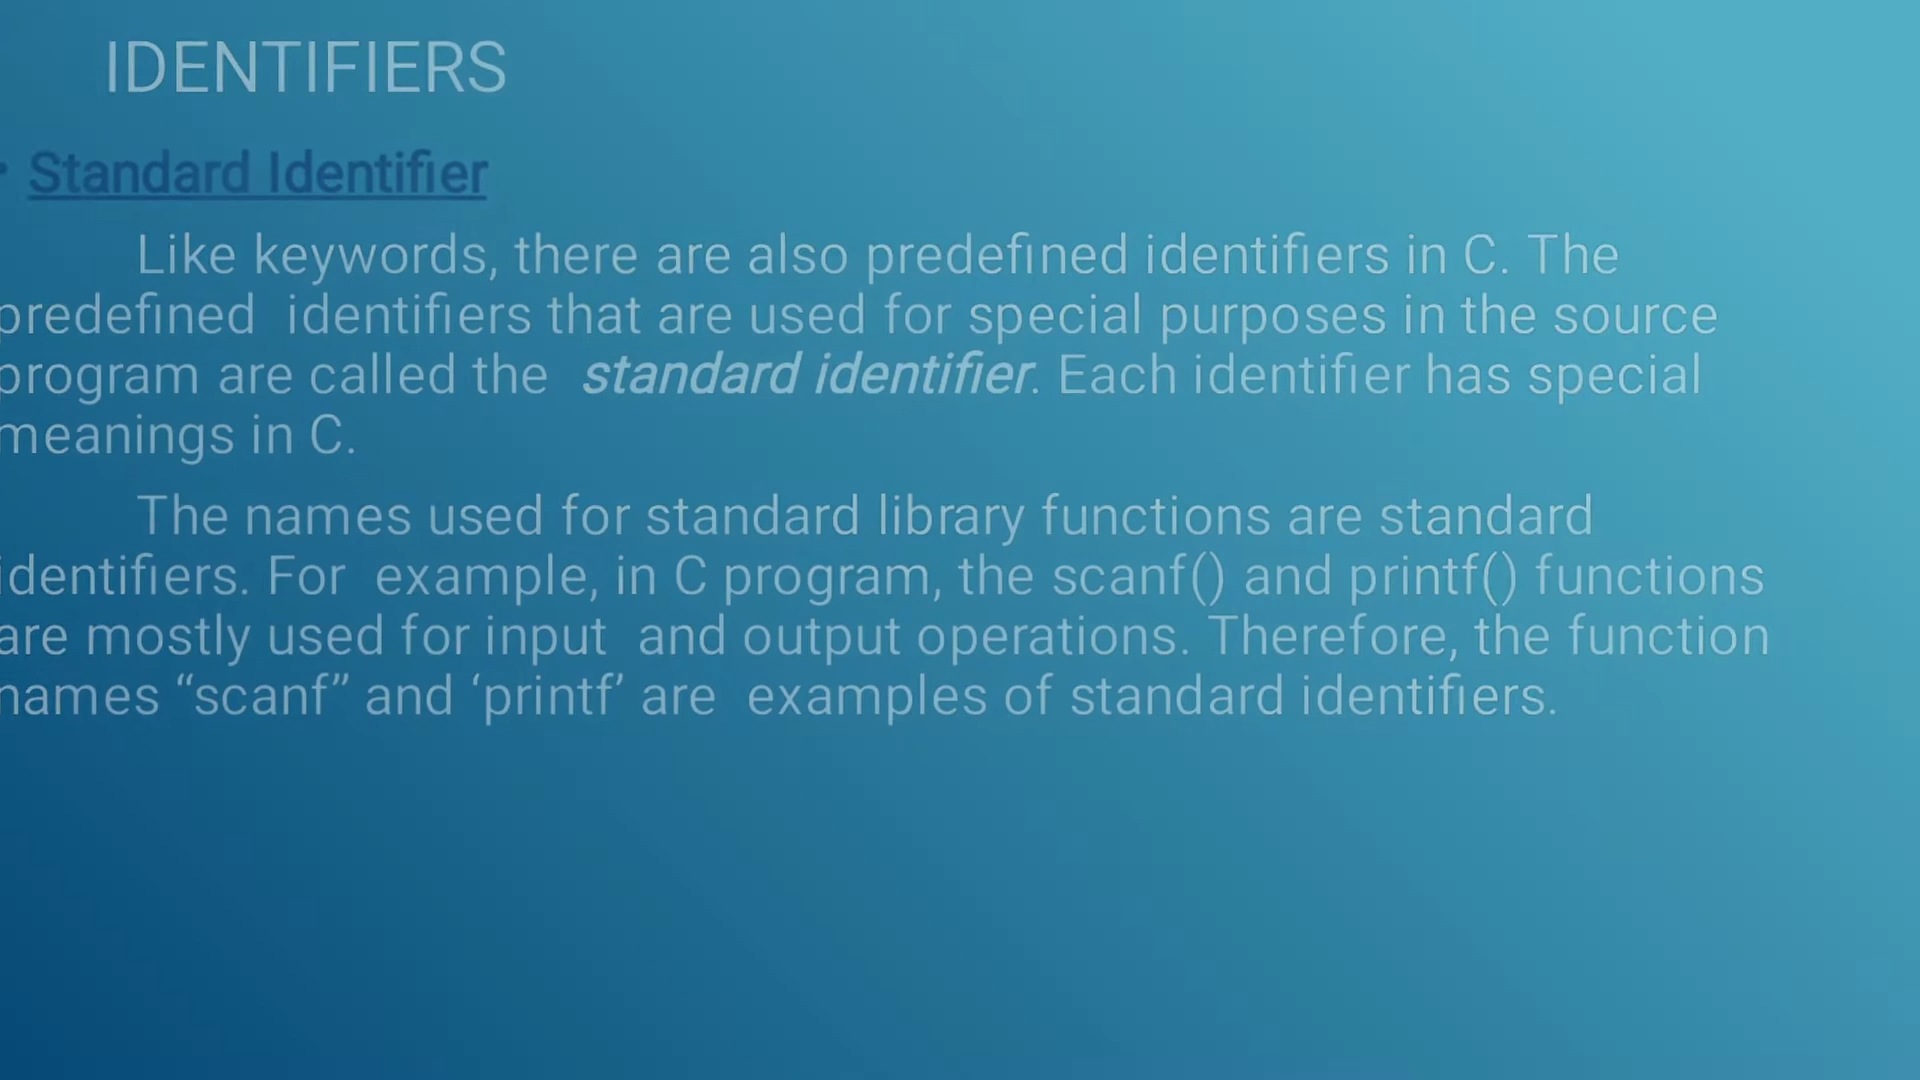 IDENTIFIERS
• Standard Identifier
Like keywords, there are also predefined identifiers in C. The
predefined identifiers that are used for special purposes in the source
program are called the standard identifier. Each identifier has special
meanings in C.
The names used for standard library functions are standard
identifiers. For example, in C program, the scanf() and printf() functions
are mostly used for input and output operations. Therefore, the function
names “scanf” and ‘printf’ are examples of standard identifiers.